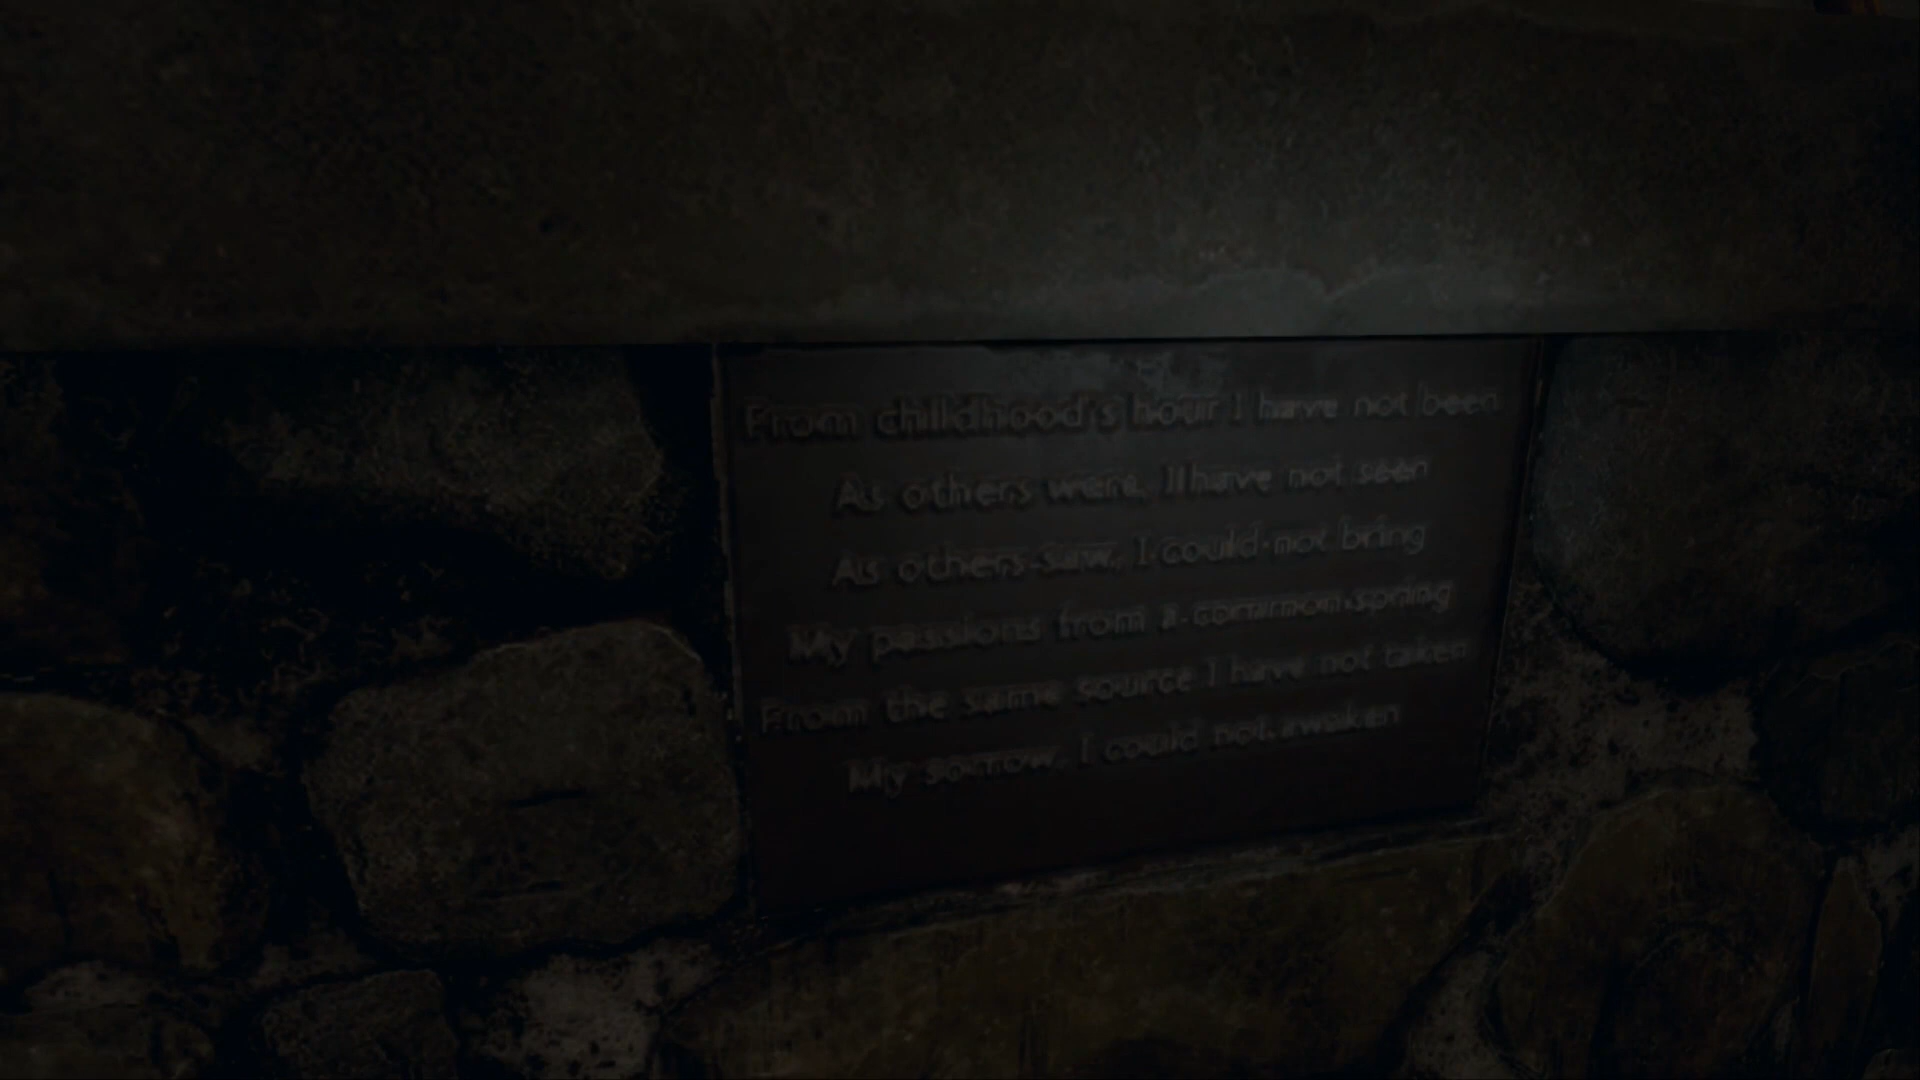 From childhood's hour I have not been
As others were, I have not seen
As others saw, I could not bring
My passions from a common spring
From the same source I have not taken
My sorrow, I could not awaken